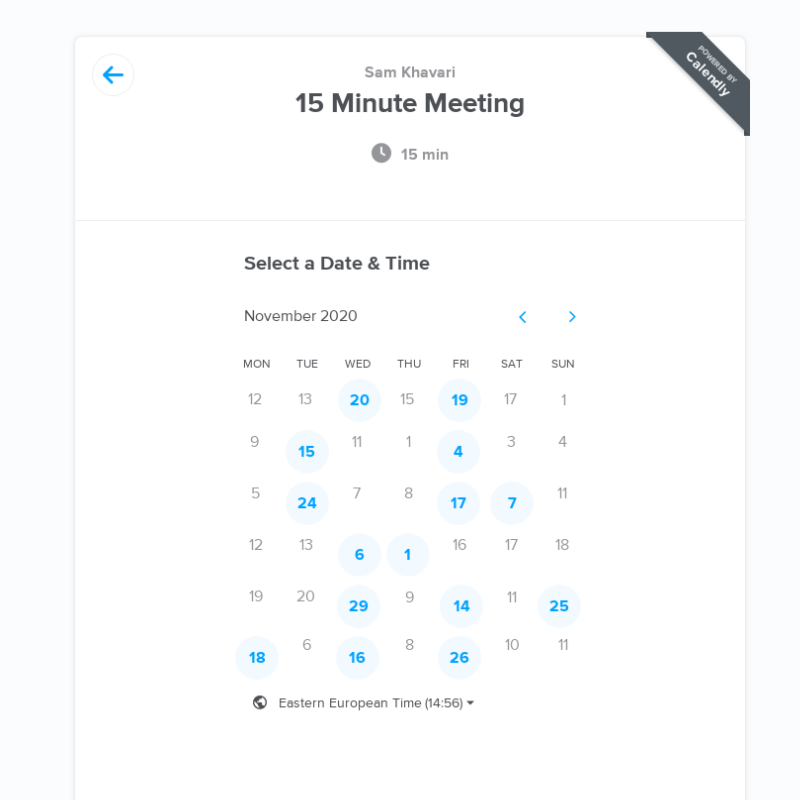 POWERED BY
Calendly
Sam Khavari
15 Minute Meeting
15 min
Select a Date & Time
November 2020
MON TUE WED THU FRI SAT SUN
12 13 20 15 19 17 1
9 15 11 1 4 3 4
5 24 7 8 17 7 11
12 13 6 1 16 17 18
19 20 29 9 14 11 25
18 6 16 8 26 10 11
Eastern European Time (14:56)